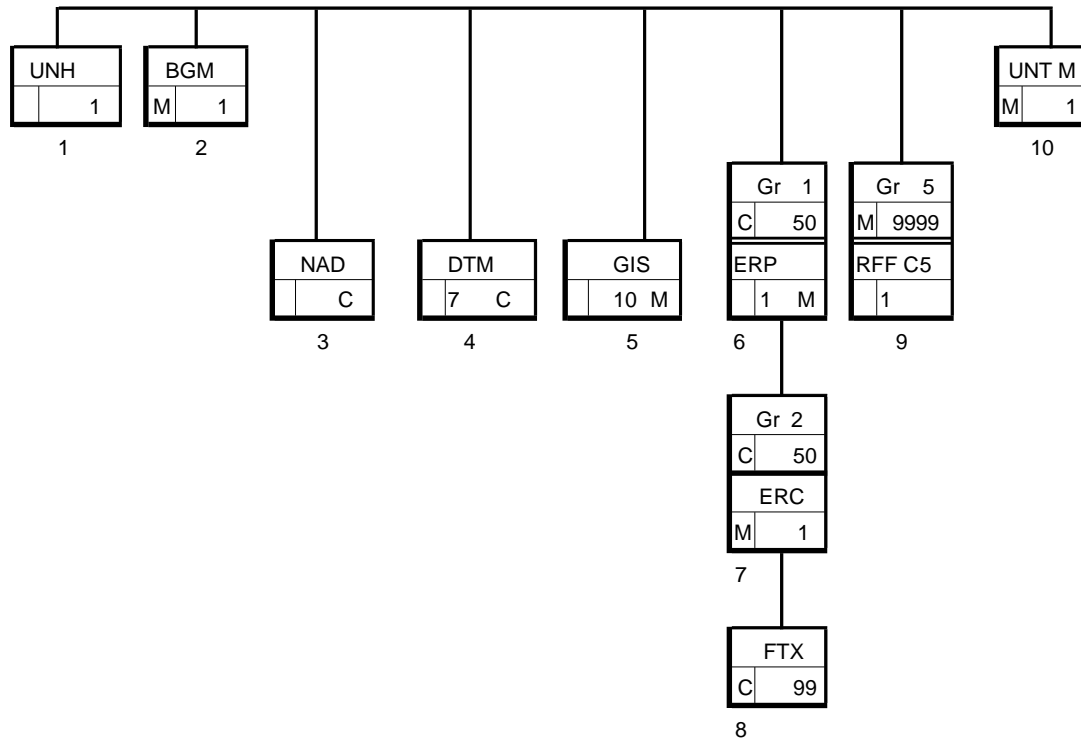 UNH
1
1
BGM
M 1
2
NAD
C
3
DTM
7 C
4
GIS
10 M
5
Gr 1
C 50
ERP
1 M
6
Gr 2
C 50
ERC
M 1
7
FTX
C 99
8
Gr 5
M 9999
RFF C5
1
9
UNT M
M 1
10